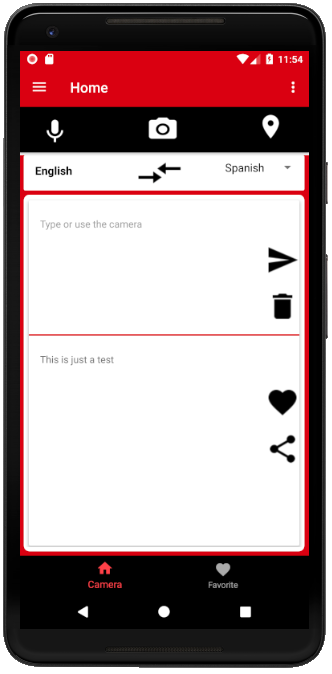 11:54
Home
English
Spanish
Type or use the camera
This is just a test
Camera
Favorite